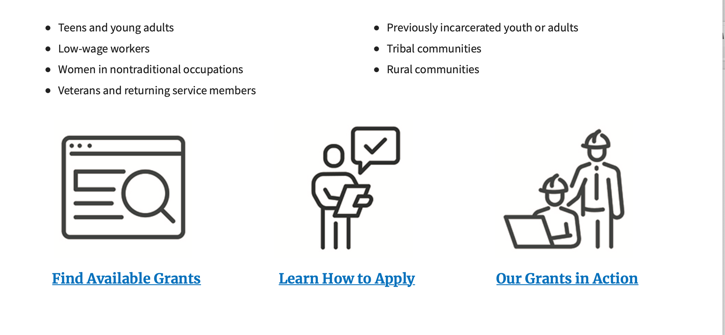 Teens and young adults
Low-wage workers
Women in nontraditional occupations
Veterans and returning service members
Previously incarcerated youth or adults
Tribal communities
Rural communities
Find Available Grants
Learn How to Apply
Our Grants in Action